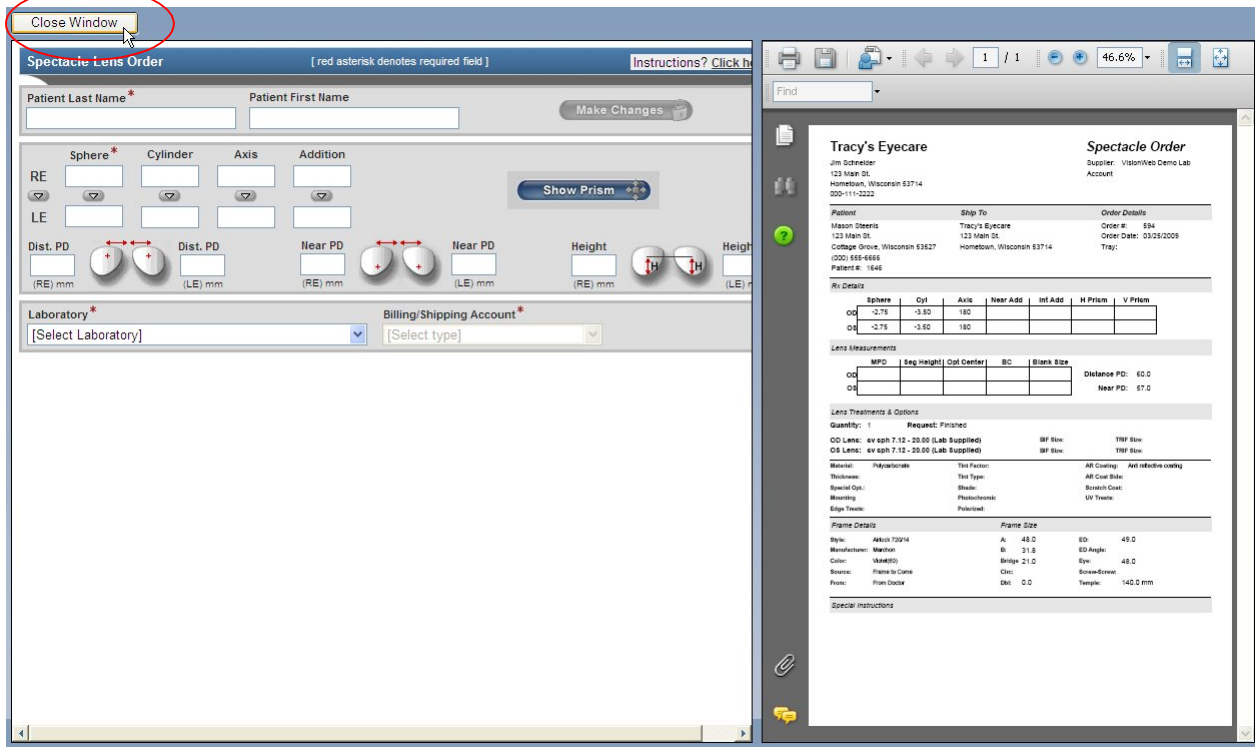 Close Window
Spectacle Lens Order [ red asterisk denotes required field ] Instructions? Click h
Patient Last Name* Patient First Name
Make Changes
Sphere* Cylinder Axis Addition
RE
Show Prism
LE
Dist. PD Dist. PD Near PD Near PD Height Heigh
H H
(RE) mm (LE) mm (RE) mm (LE) mm (RE) mm (LE) r
Laboratory* Billing/Shipping Account*
[Select Laboratory] [Select type]
1 / 1 46.6%
Find
Tracy's Eyecare Spectacle Order
Jim Schneider Supplier: VisionWeb Demo Lab
123 Main St. Account
Hometown, Wisconsin 53714
000-111-2222
Patient Ship To Order Details
Mason Steenis Tracy's Eyecare Order #: 594
123 Main St. 123 Main St. Order Date: 03/25/2009
Cottage Grove, Wisconsin 53527 Hometown, Wisconsin 53714 Tray:
(000) 555-6666
Patient #: 1646
Rx Details
Sphere Cyl Axis Near Add Int Add H Prism V Prism
OD -2.75 -3.50 180
OS -2.75 -3.50 180
Lens Measurements
MPD Seg Height Opt Center BC Blank Size
OD Distance PD: 60.0
OS Near PD: 57.0
Lens Treatments & Options
Quantity: 1 Request: Finished
OD Lens: sv sph 7.12 - 20.00 (Lab Supplied) BIF Size: TRIF Size:
OS Lens: sv sph 7.12 - 20.00 (Lab Supplied) BIF Size: TRIF Size:
Material: Polycarbonate Tint Factor: AR Coating: Anti reflective coating
Thickness: Tint Type: AR Coat Side:
Special Opt.: Shade: Scratch Coat:
Mounting Photochromic UV Treate:
Edge Treate: Polarized:
Frame Details Frame Size
Style: Airlock 720/14 A: 48.0 ED: 49.0
Manufacturer: Marchon B: 31.8 ED Angle:
Color: Violet(60) Bridge 21.0 Eye: 48.0
Source: Frame to Come Circ: Screw-Screw:
From: From Doctor Dbl: 0.0 Temple: 140.0 mm
Special Instructions